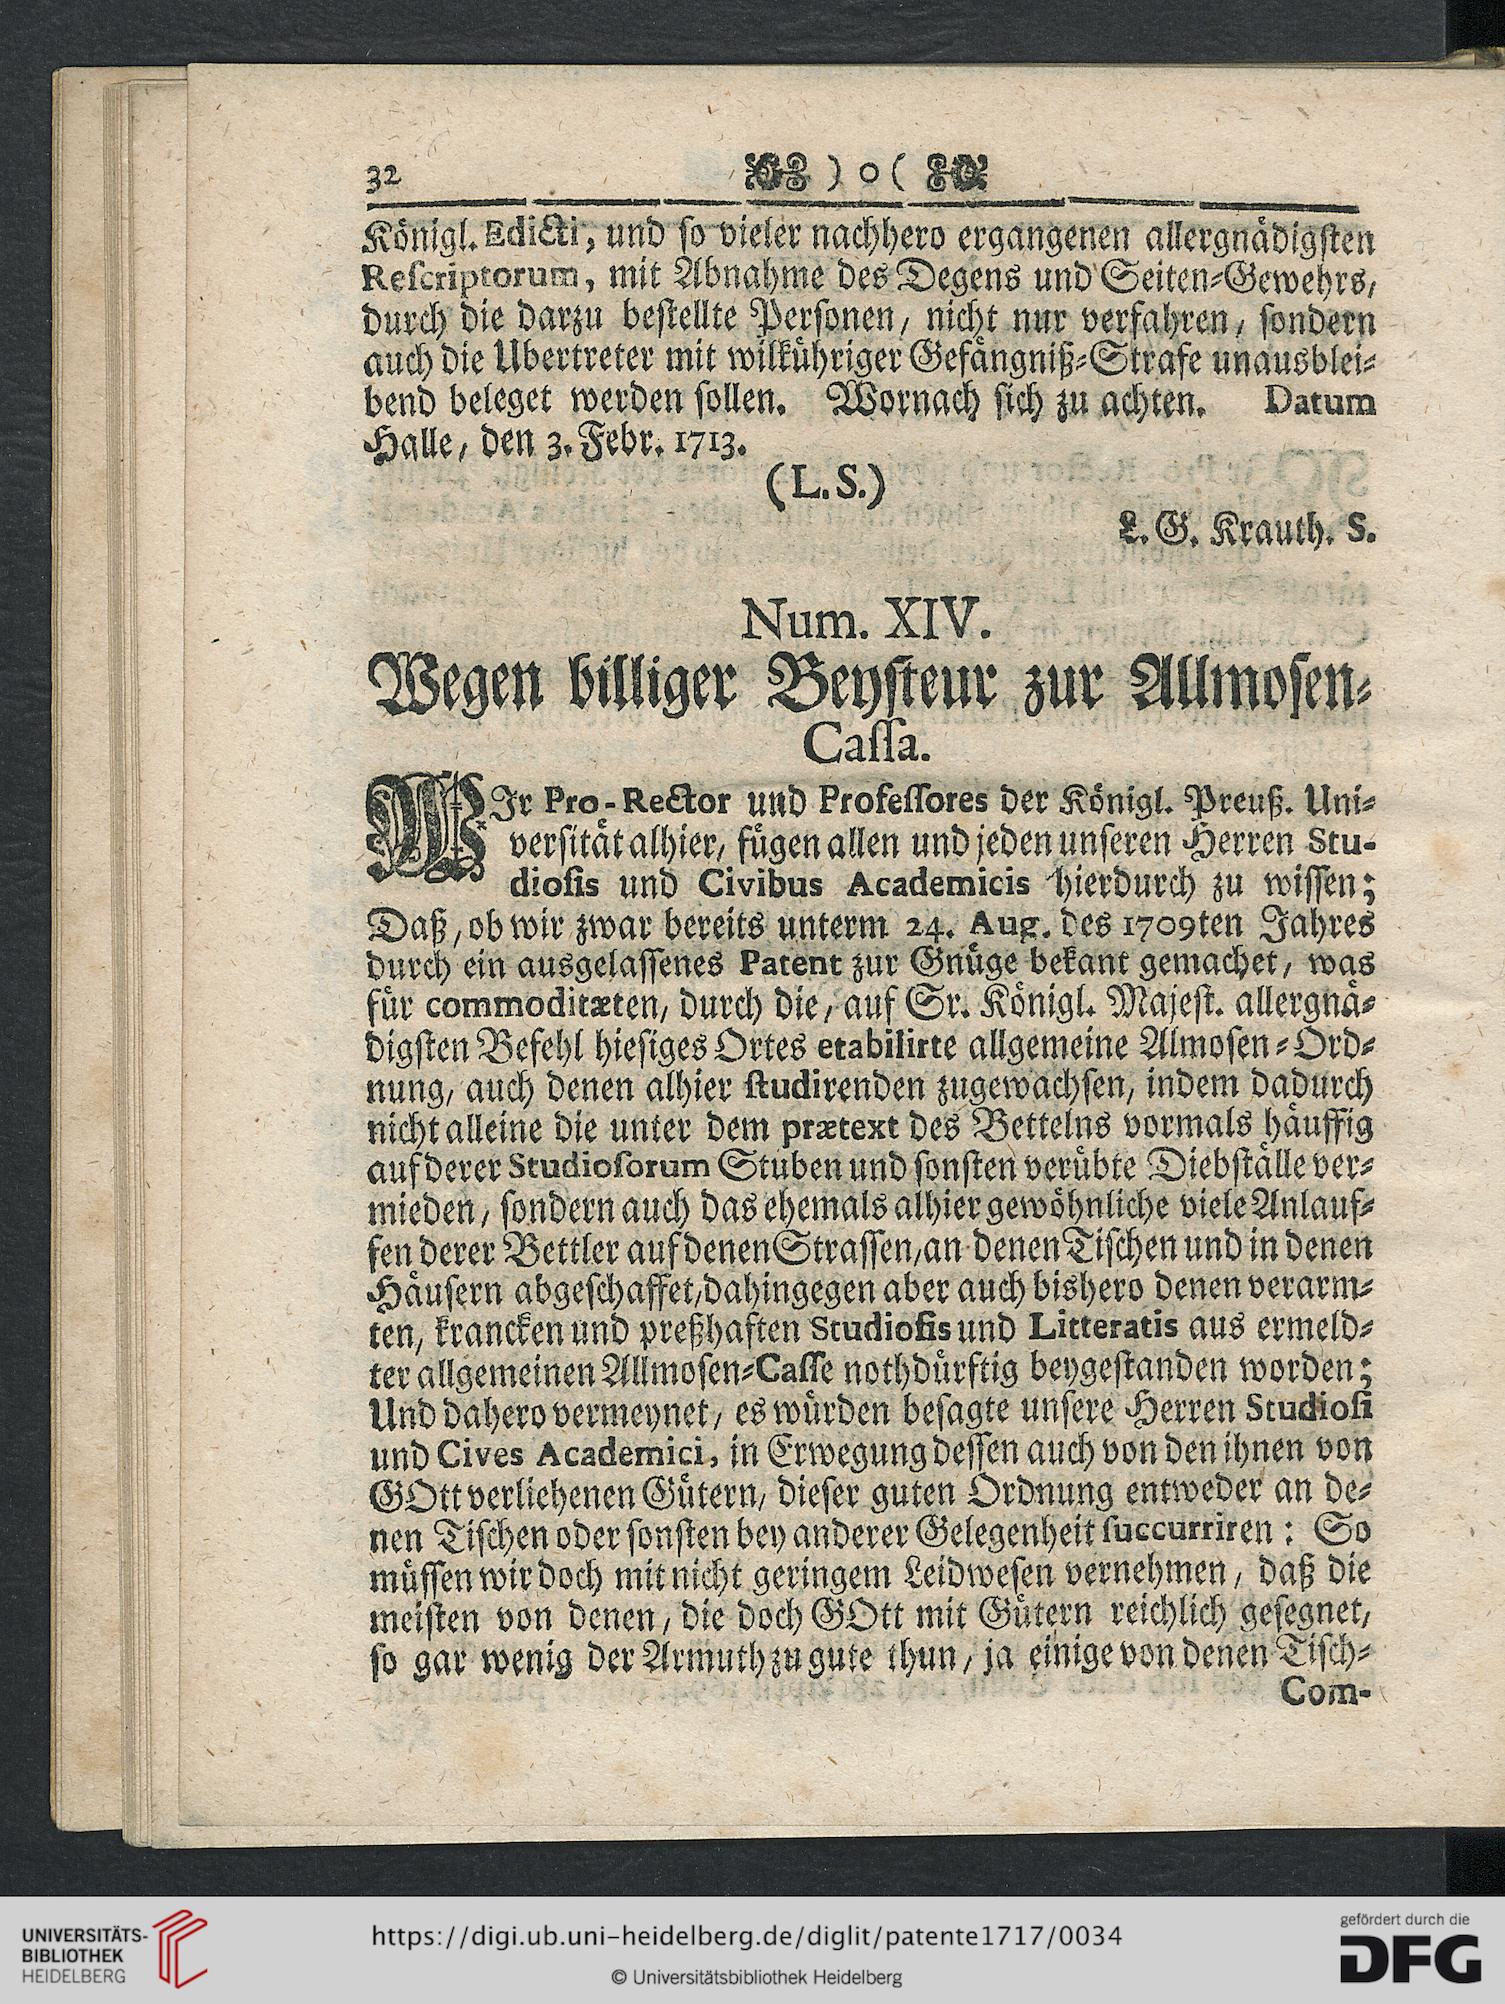 32 ) o (
Königl. Edicti, und so vieler nachhero ergangenen allergnädigsten
Rescriptorum, mit Abnahme des Degens und Seiten-Gewehrs,
durch die darzu bestellte Personen, nicht nur verfahren, sondern
auch die Ubertreter mit wilkühriger Gefängniß-Strafe unausblei-
bend beleget werden sollen. Wornach sich zu achten. Datum
Halle, den 3. Febr. 1713.
(L. S.)
L. G. Krauth. S.
Num. XIV.
Wegen billiger Beysteur zur Allmosen-
Cassa.
WIr Pro-Rector und Professores der Königl. Preuß. Uni-
versität alhier, fügen allen und jeden unseren Herren Stu-
diosis und Civibus Academicis hierdurch zu wissen;
Daß, ob wir zwar bereits unterm 24. Aug. des 1709ten Jahres
durch ein ausgelassenes Patent zur Gnüge bekant gemachet, was
für commoditæten, durch die, auf Sr. Königl. Majest. allergnä-
digsten Befehl hiesiges Ortes etabilirte allgemeine Almosen-Ord-
nung, auch denen alhier studirenden zugewachsen, indem dadurch
nicht alleine die unter dem prætext des Bettelns vormals häuffig
auf derer Studiosorum Stuben und sonsten verübte Diebställe ver-
mieden, sondern auch das ehemals alhier gewöhnliche viele Anlauf-
fen derer Bettler auf denen Strassen, an denen Tischen und in denen
Häusern abgeschaffet, dahingegen aber auch bishero denen verarm-
ten, krancken und preßhaften Studiosis und Litteratis aus ermeld-
ter allgemeinen Allmosen-Casse nothdürftig beygestanden worden;
Und dahero vermeynet, es würden besagte unsere Herren Studiosi
und Cives Academici, in Erwegung dessen auch von den ihnen von
GOtt verliehenen Gütern, dieser guten Ordnung entweder an de-
nen Tischen oder sonsten bey anderer Gelegenheit succurriren: So
müssen wir doch mit nicht geringem Leidwesen vernehmen, daß die
meisten von denen, die doch GOtt mit Gütern reichlich gesegnet,
so gar wenig der Armuth zu gute thun, ja einige von denen Tisch-
Com-
UNIVERSITÄTS-
BIBLIOTHEK
HEIDELBERG
https://digi.ub.uni-heidelberg.de/diglit/patente1717/0034
© Universitätsbibliothek Heidelberg
gefördert durch die
DFG